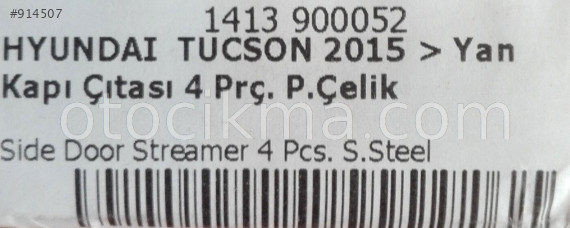 #914507
1413 900052
HYUNDAI TUCSON 2015 > Yan
Kapı Çıtası 4 Prç. P.Çelik
otocikma.com
Side Door Streamer 4 Pcs. S.Steel